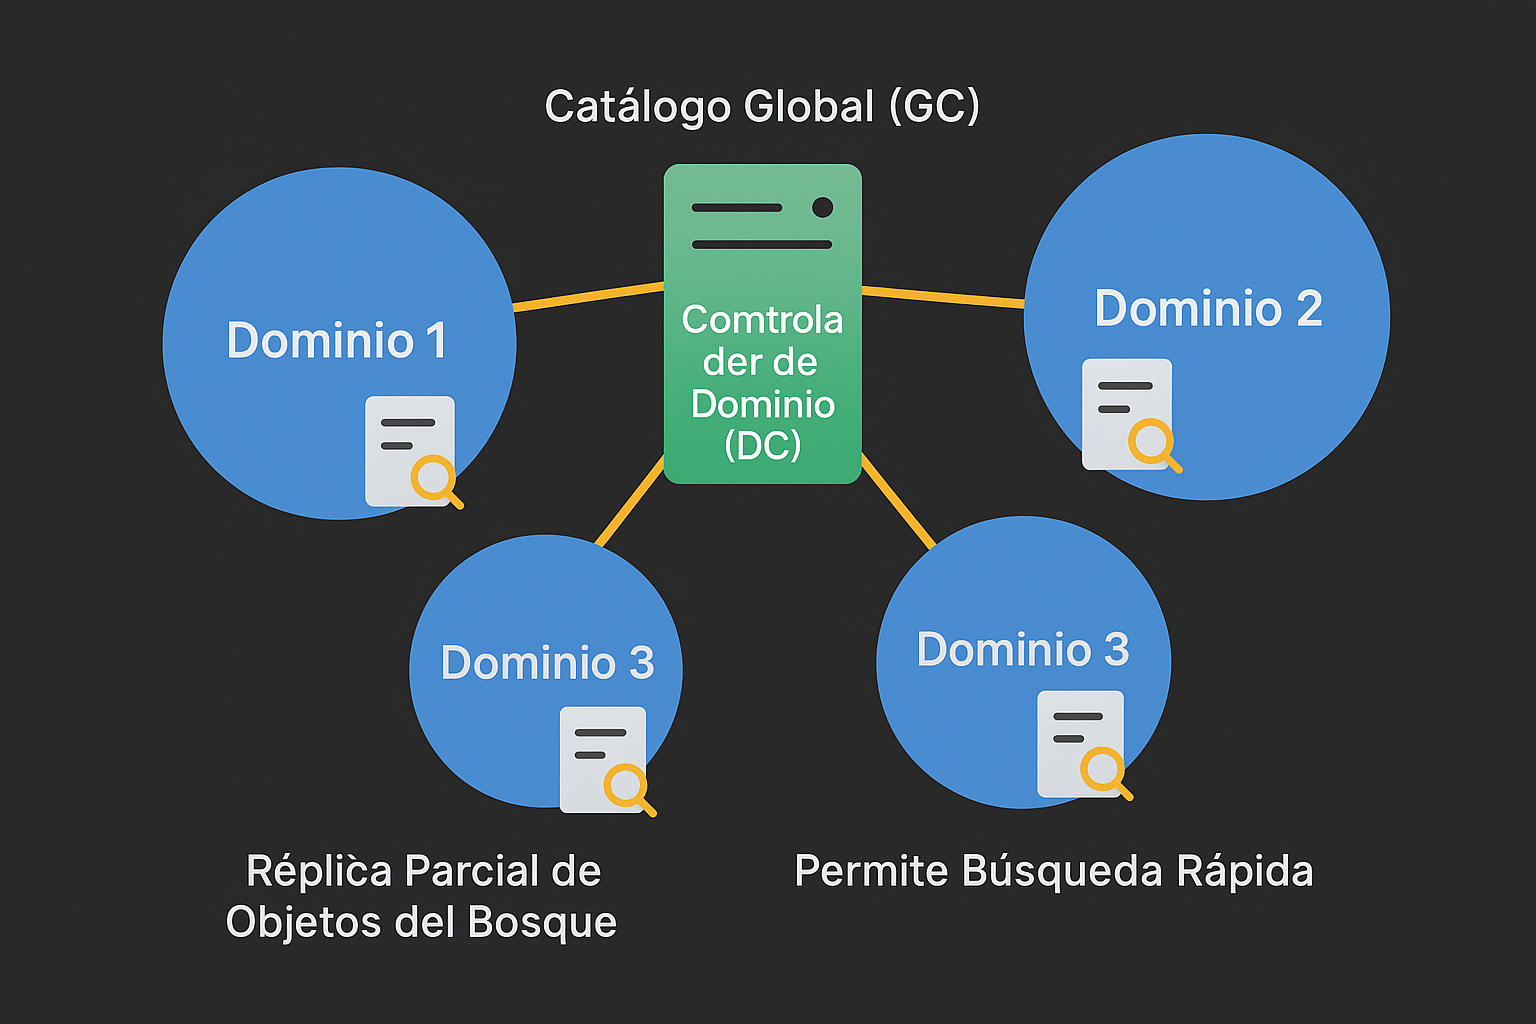 Catálogo Global (GC)
Dominio 1
Comtrola
der de
Dominio
(DC)
Dominio 2
Dominio 3
Dominio 3
Réplìca Parcial de
Objetos del Bosque
Permite Búsqueda Rápida